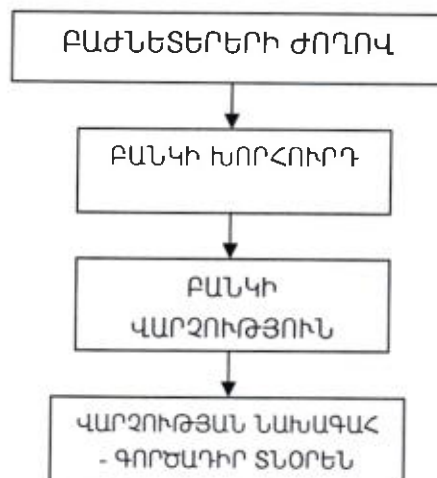 ԲԱԺՆԵՏԵՐԵՐԻ ԺՈՂՈՎ
ԲԱՆԿԻ ԽՈՐՀՈՒՐԴ
ԲԱՆԿԻ
ՎԱՐՉՈՒԹՅՈՒՆ
ՎԱՐՉՈՒԹՅԱՆ ՆԱԽԱԳԱՀ
- ԳՈՐԾԱԴԻՐ ՏՆՕՐԵՆ